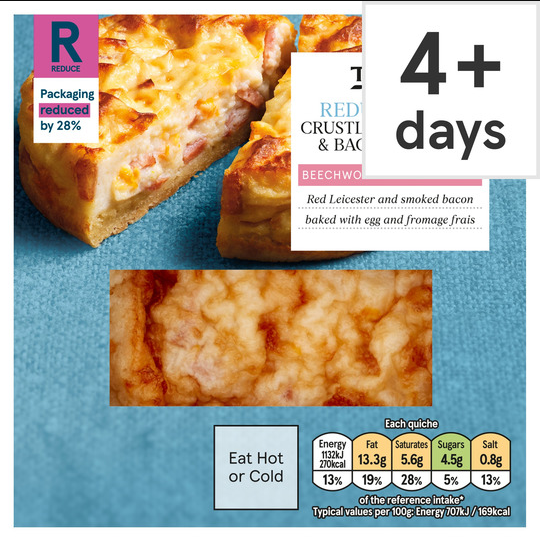 R
REDUCE
Packaging
reduced
by 28%
4+
days
CRUSTL
& BAC
BEECHWO
Red Leicester and smoked bacon
baked with egg and fromage frais
Eat Hot
or Cold
Each quiche
Energy
1132kJ
270kcal
13%
Fat
13.3g
19%
Saturates
5.6g
28%
Sugars
4.5g
5%
Salt
0.8g
13%
of the reference intake*
Typical values per 100g: Energy 707kJ / 169kcal